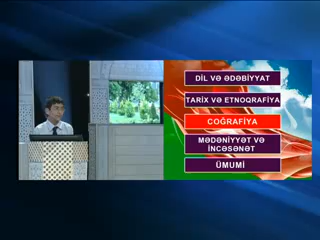 DİL VƏ ƏDƏBİYYAT
TARİX VƏ ETNOQRAFİYA
COĞRAFİYA
MƏDƏNİYYƏT VƏ
İNCƏSƏNƏT
ÜMUMİ